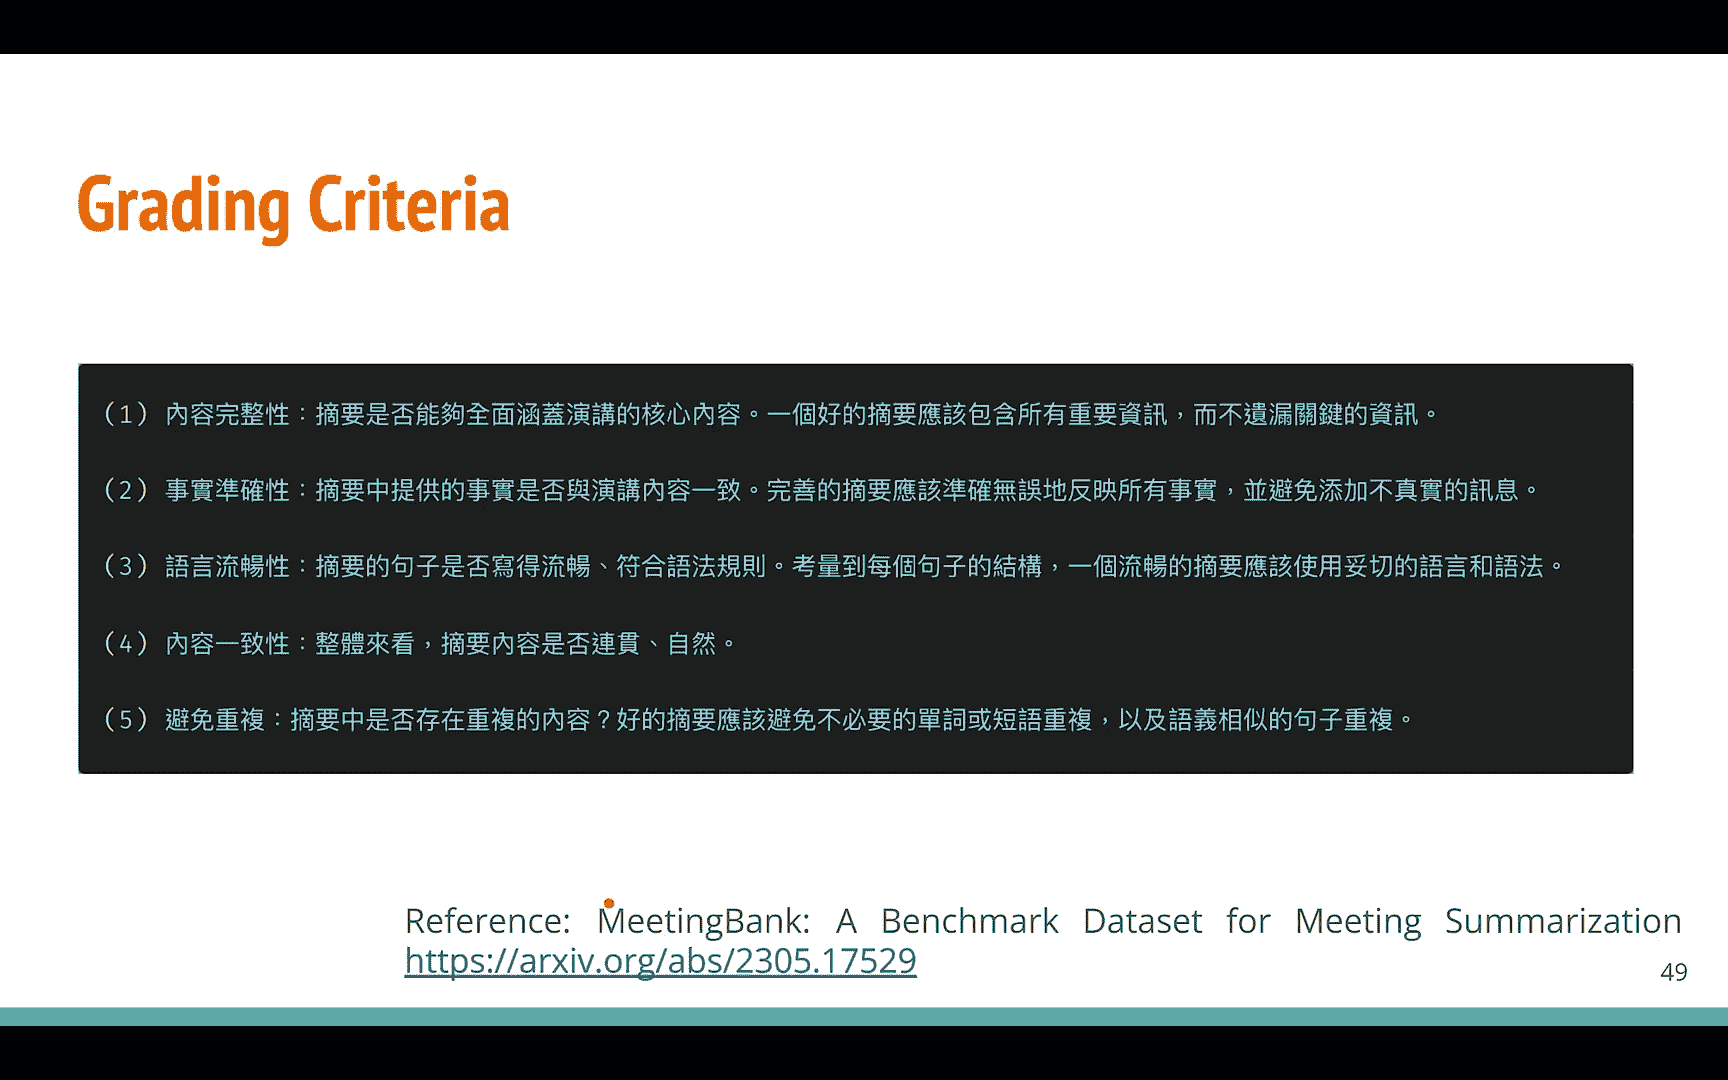 Grading Criteria
(1) 內容完整性：摘要是否能夠全面涵蓋演講的核心內容。一個好的摘要應該包含所有重要資訊，而不遺漏關鍵的資訊。
(2) 事實準確性：摘要中提供的事實是否與演講內容一致。完善的摘要應該準確無誤地反映所有事實，並避免添加不真實的訊息。
(3) 語言流暢性：摘要的句子是否寫得流暢、符合語法規則。考量到每個句子的結構，一個流暢的摘要應該使用妥切的語言和語法。
(4) 內容一致性：整體來看，摘要內容是否連貫、自然。
(5) 避免重複：摘要中是否存在重複的內容？好的摘要應該避免不必要的單詞或短語重複，以及語義相似的句子重複。
Reference: MeetingBank: A Benchmark Dataset for Meeting Summarization
https://arxiv.org/abs/2305.17529
49